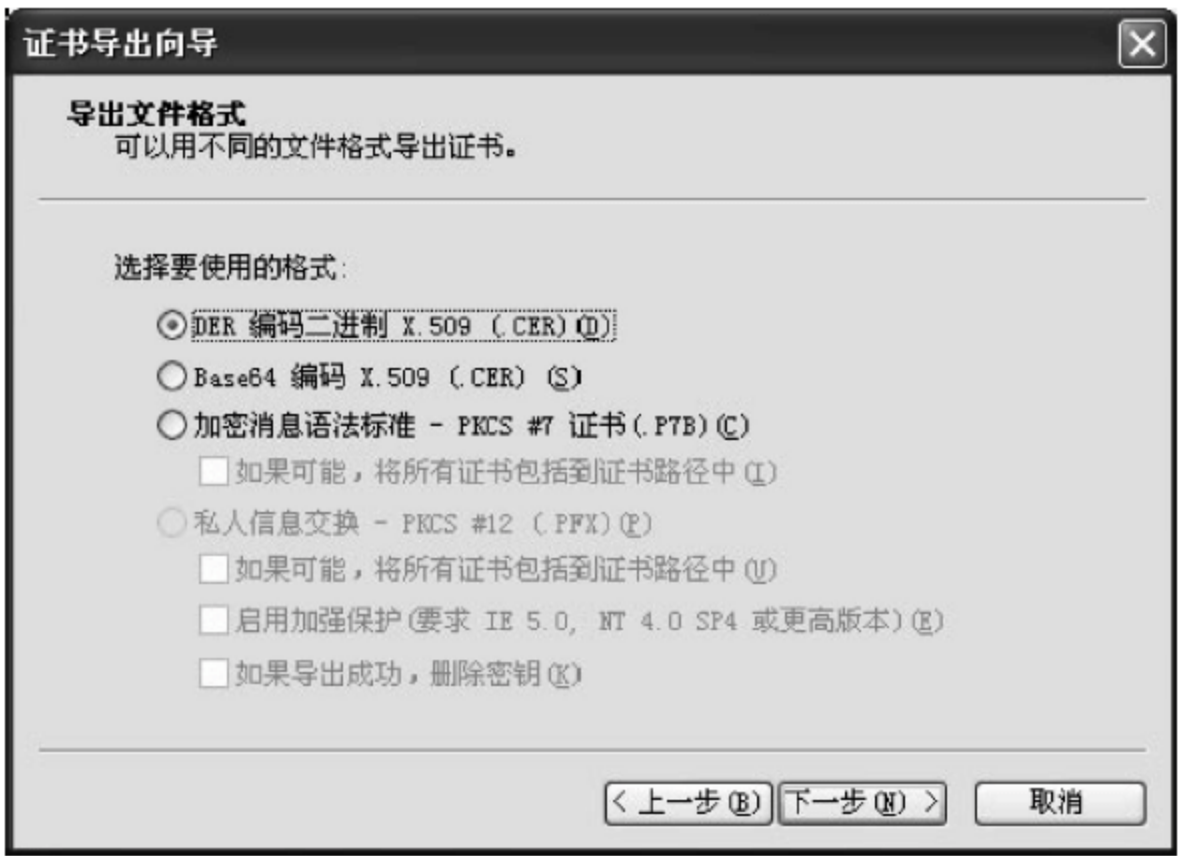 证书导出向导
导出文件格式
可以用不同的文件格式导出证书。
选择要使用的格式:
DER 编码二进制 X.509 (.CER)(D)
Base64 编码 X.509 (.CER) (S)
加密消息语法标准 - PKCS #7 证书(.P7B)(C)
如果可能，将所有证书包括到证书路径中(I)
私人信息交换 - PKCS #12 (.PFX)(P)
如果可能，将所有证书包括到证书路径中(U)
启用加强保护(要求 IE 5.0, NT 4.0 SP4 或更高版本)(E)
如果导出成功，删除密钥(K)
< 上一步(B) 下一步(N) > 取消